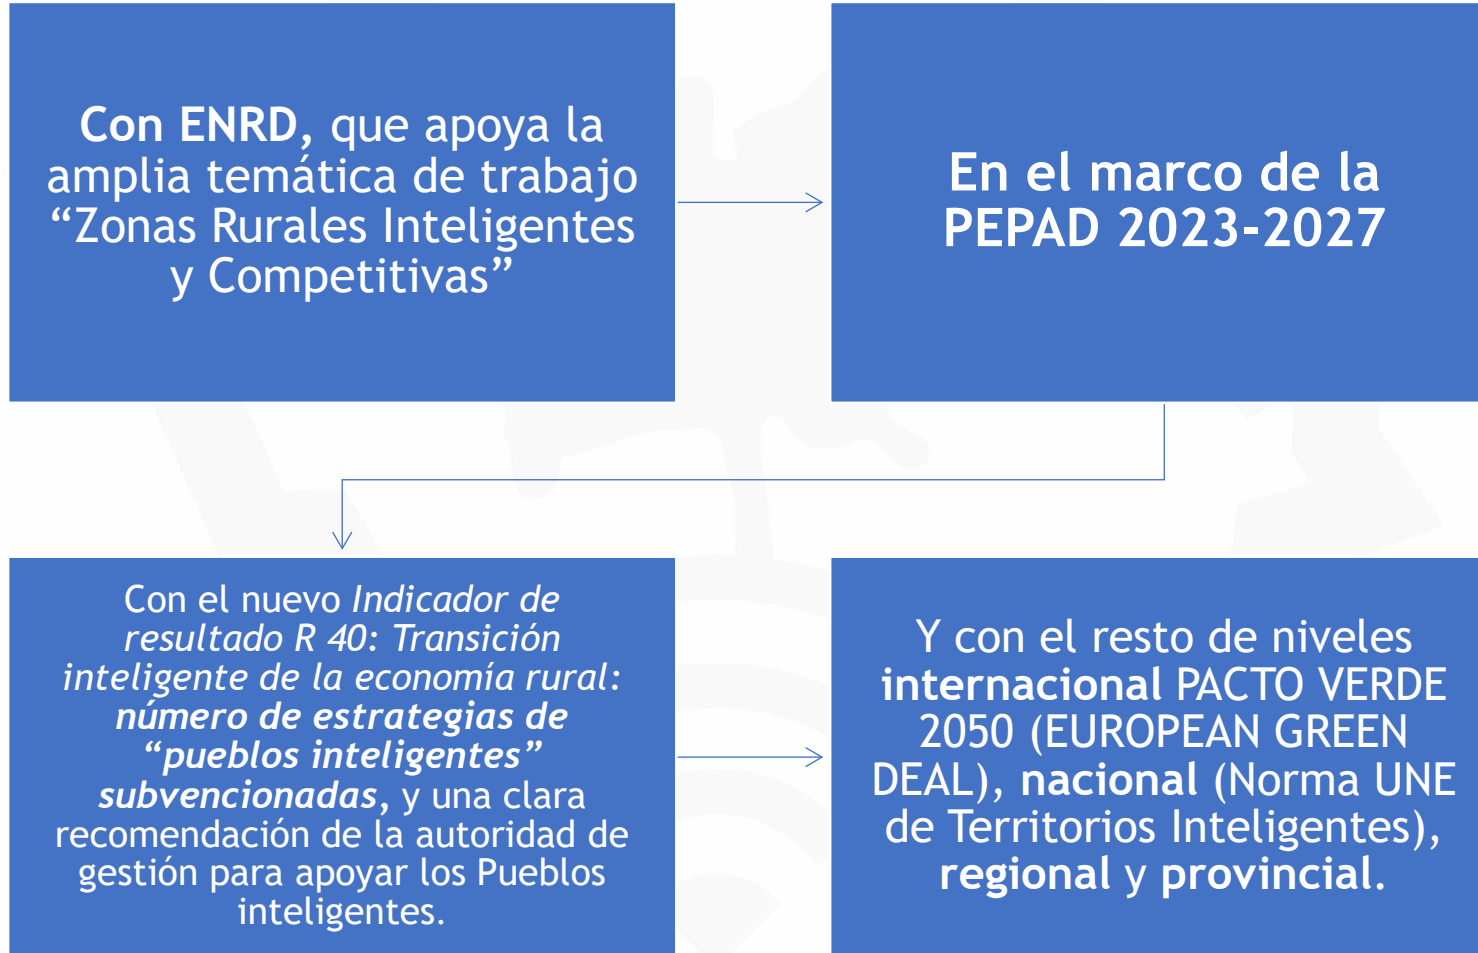 Con ENRD, que apoya la
amplia temática de trabajo
“Zonas Rurales Inteligentes
y Competitivas”
En el marco de la
PEPAD 2023-2027
Con el nuevo Indicador de
resultado R 40: Transición
inteligente de la economía rural:
número de estrategias de
“pueblos inteligentes”
subvencionadas, y una clara
recomendación de la autoridad de
gestión para apoyar los Pueblos
inteligentes.
Y con el resto de niveles
internacional PACTO VERDE
2050 (EUROPEAN GREEN
DEAL), nacional (Norma UNE
de Territorios Inteligentes),
regional y provincial.